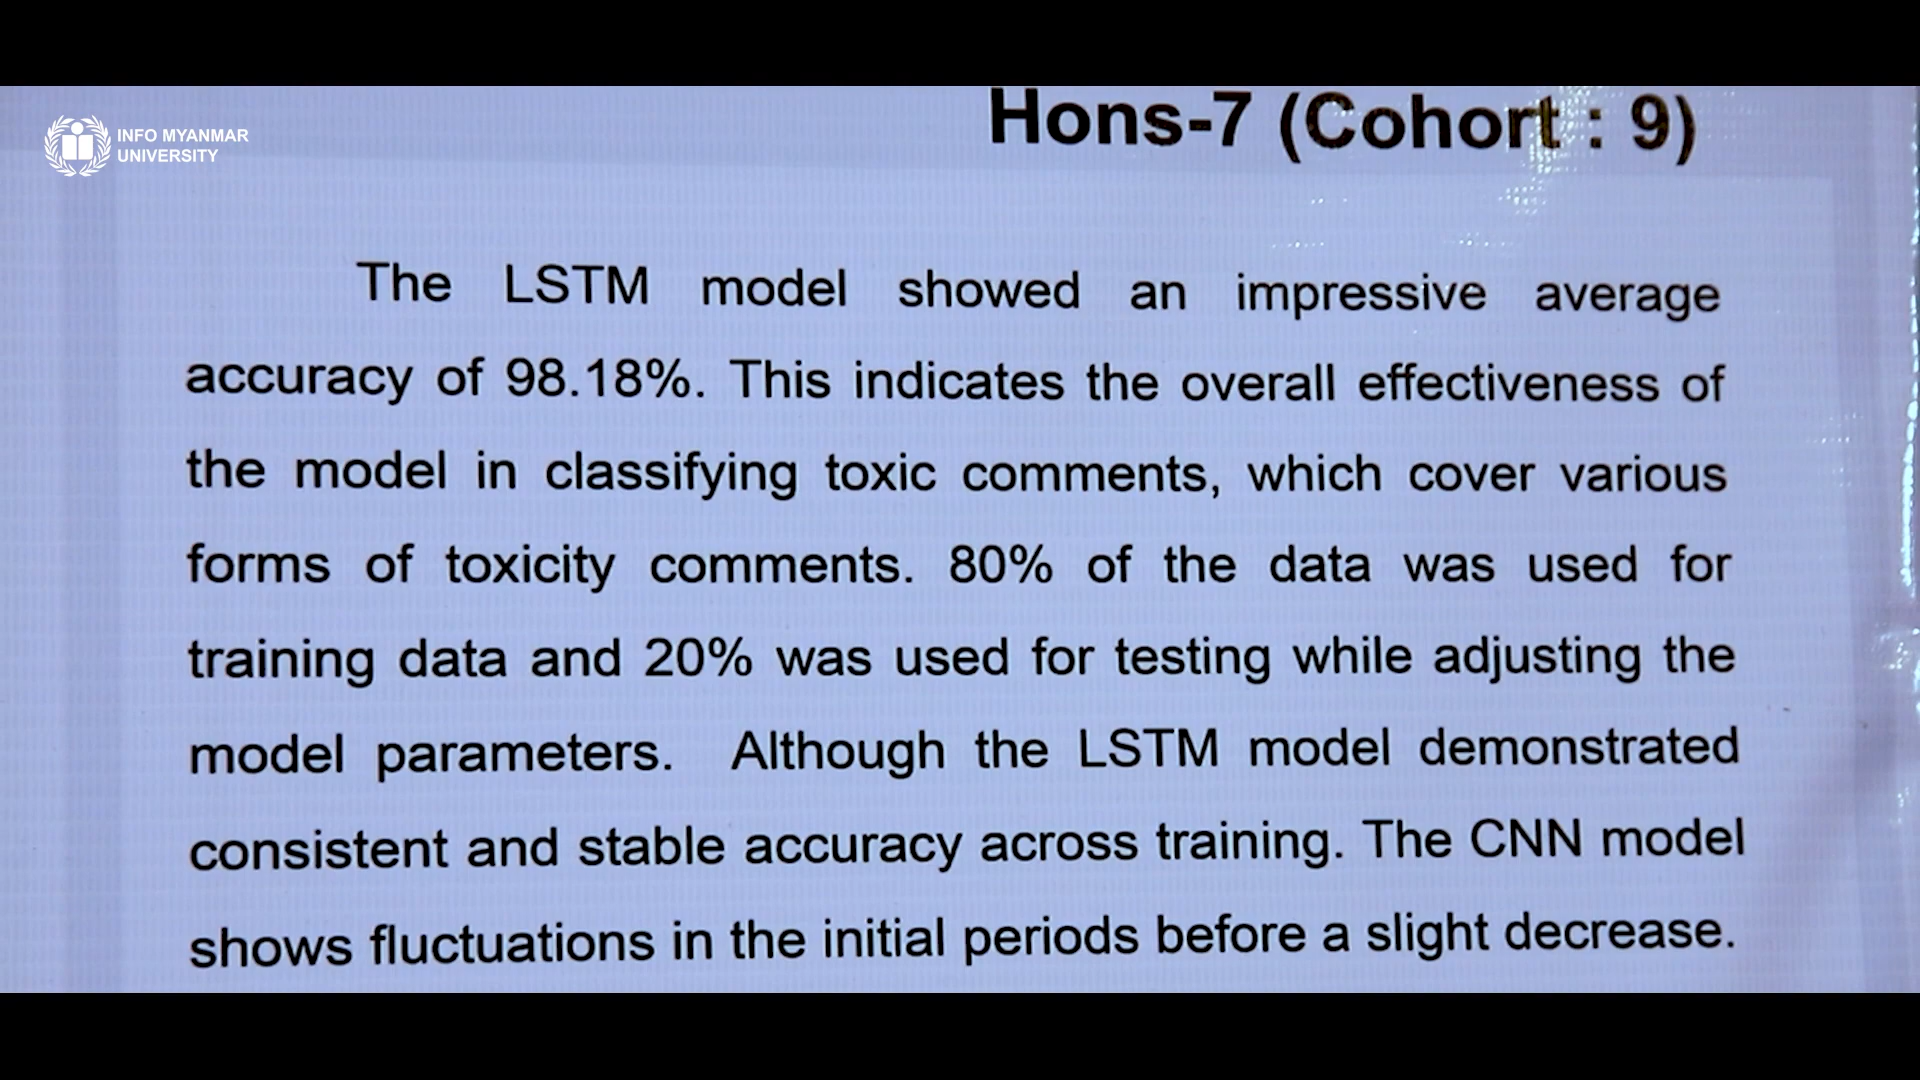 INFO MYANMAR
UNIVERSITY
Hons-7 (Cohort : 9)
The LSTM model showed an impressive average
accuracy of 98.18%. This indicates the overall effectiveness of
the model in classifying toxic comments, which cover various
forms of toxicity comments. 80% of the data was used for
training data and 20% was used for testing while adjusting the
model parameters. Although the LSTM model demonstrated
consistent and stable accuracy across training. The CNN model
shows fluctuations in the initial periods before a slight decrease.